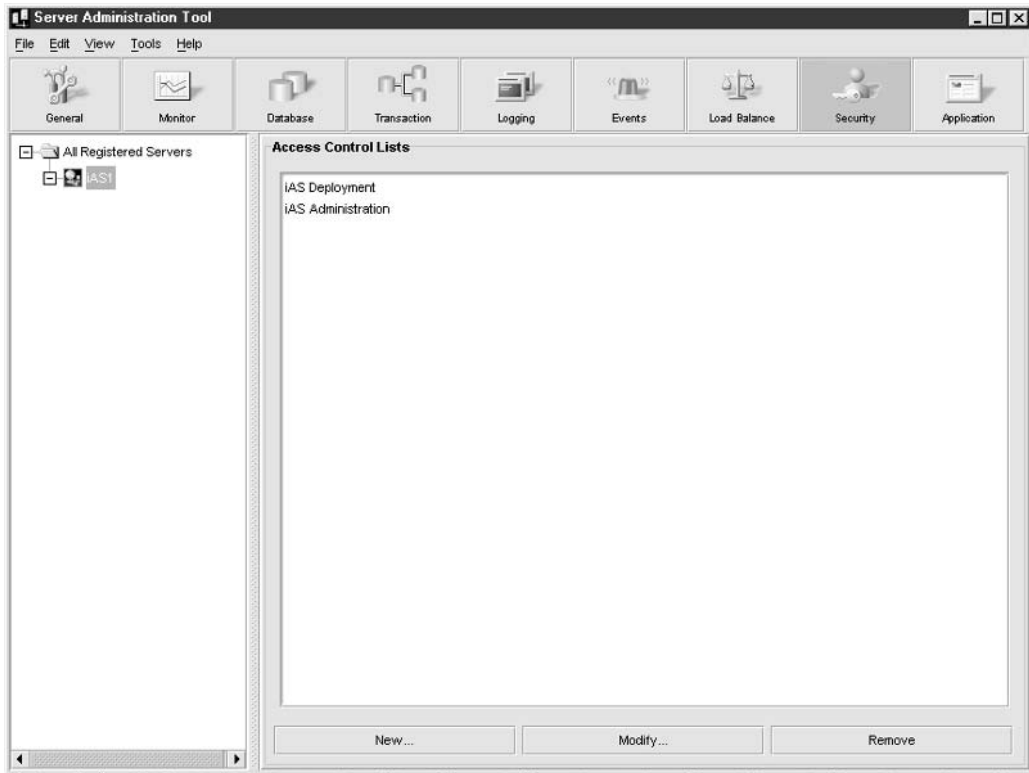 Server Administration Tool
File Edit View Tools Help
General Monitor Database Transaction Logging Events Load Balance Security Application
All Registered Servers
iAS1
Access Control Lists
iAS Deployment
iAS Administration
New... Modify... Remove